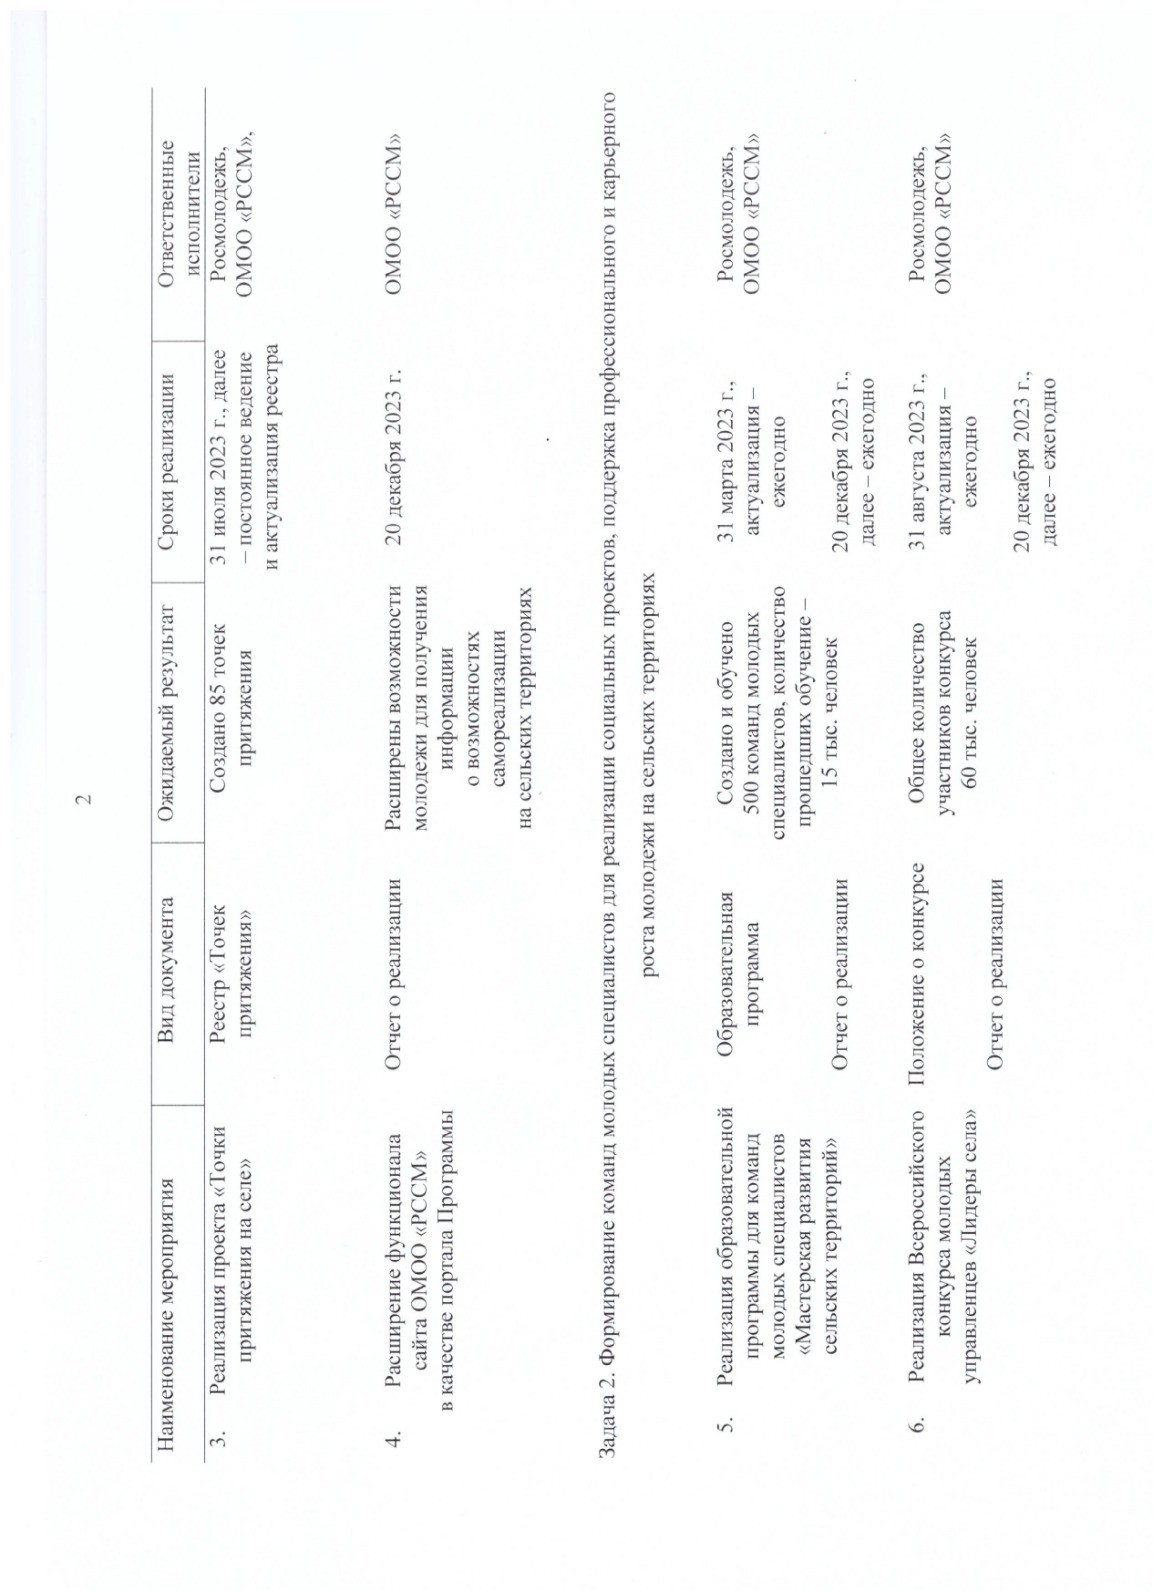 2
Наименование мероприятия
Вид документа
Ожидаемый результат
Сроки реализации
Ответственные
исполнители
3. Реализация проекта «Точки
притяжения на селе»
Реестр «Точек
притяжения»
Создано 85 точек
притяжения
31 июля 2023 г., далее
– постоянное ведение
и актуализация реестра
Росмолодежь,
ОМОО «РССМ»,
4. Расширение функционала
сайта ОМОО «РССМ»
в качестве портала Программы
Отчет о реализации
Расширены возможности
молодежи для получения
информации
о возможностях
самореализации
на сельских территориях
20 декабря 2023 г.
ОМОО «РССМ»
Задача 2. Формирование команд молодых специалистов для реализации социальных проектов, поддержка профессионального и карьерного
роста молодежи на сельских территориях
5. Реализация образовательной
программы для команд
молодых специалистов
«Мастерская развития
сельских территорий»
Образовательная
программа
Отчет о реализации
Создано и обучено
500 команд молодых
специалистов, количество
прошедших обучение –
15 тыс. человек
31 марта 2023 г.,
актуализация –
ежегодно
20 декабря 2023 г.,
далее – ежегодно
Росмолодежь,
ОМОО «РССМ»
6. Реализация Всероссийского
конкурса молодых
управленцев «Лидеры села»
Положение о конкурсе
Отчет о реализации
Общее количество
участников конкурса
60 тыс. человек
31 августа 2023 г.,
актуализация –
ежегодно
20 декабря 2023 г.,
далее – ежегодно
Росмолодежь,
ОМОО «РССМ»